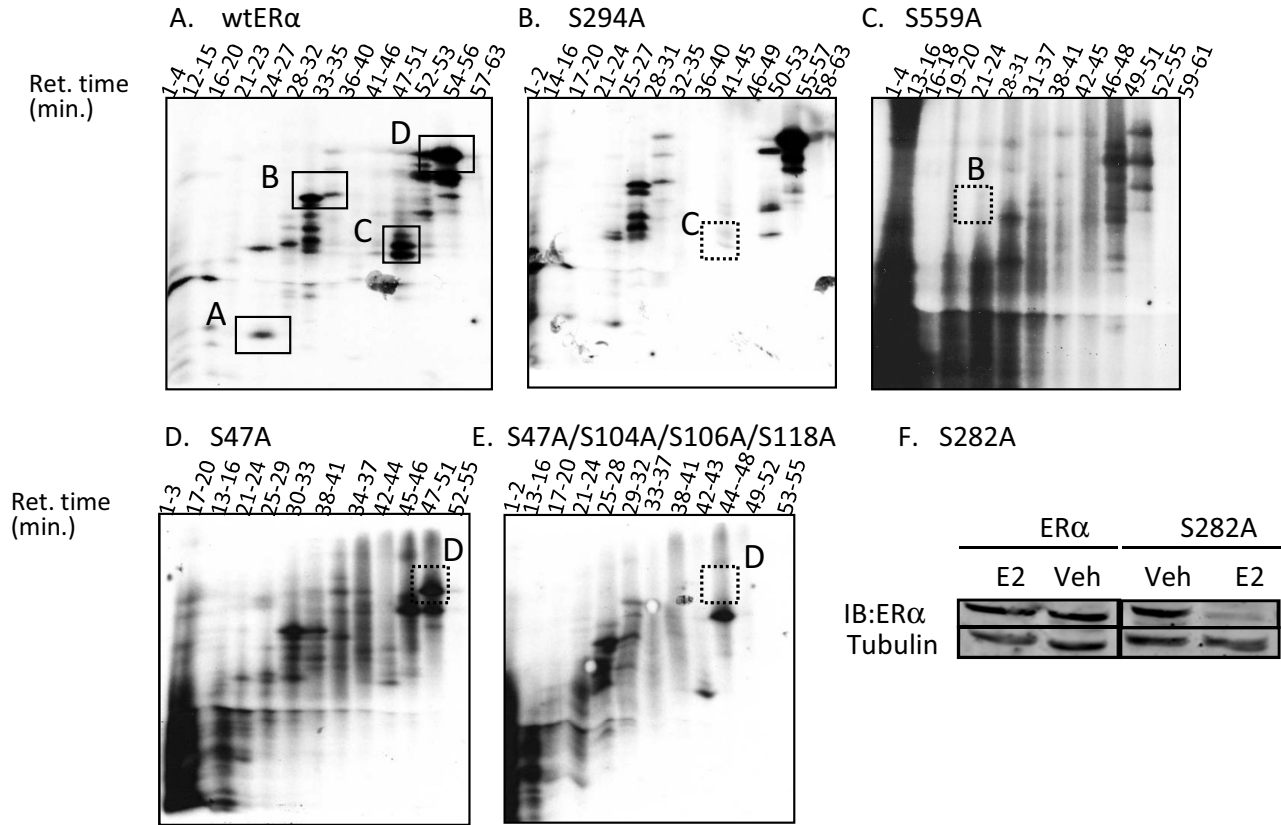 A. wtERα
B. S294A
C. S559A
Ret. time
(min.)
1-4 12-15 16-20 21-23 24-27 28-32 33-35 36-40 41-46 47-51 52-53 54-56 57-63
1-2 14-16 17-20 21-24 25-27 28-31 32-35 36-40 41-45 46-49 50-53 55-57 58-63
1-4 13-16 16-18 19-20 21-24 28-31 31-37 38-41 42-45 46-48 49-51 52-55 59-61
D
B
C
A
C
B
D. S47A
E. S47A/S104A/S106A/S118A
F. S282A
Ret. time
(min.)
1-3 17-20 13-16 21-24 25-29 30-33 38-41 34-37 42-44 45-46 47-51 52-55
1-2 13-16 17-20 21-24 25-28 29-32 33-37 38-41 42-43 44--48 49-52 53-55
D
D
ERα S282A
E2 Veh Veh E2
IB:ERα
Tubulin